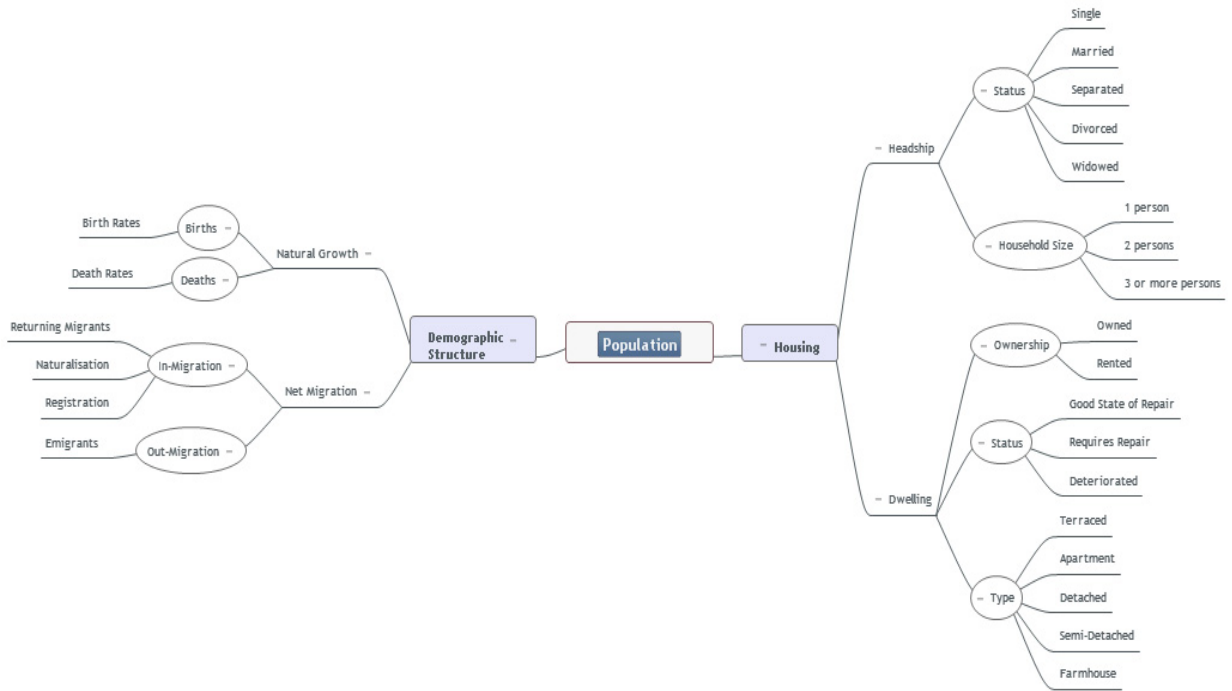 Population
Demographic
Structure
Natural Growth
Births
Birth Rates
Deaths
Death Rates
Net Migration
In-Migration
Returning Migrants
Naturalisation
Registration
Out-Migration
Emigrants
Housing
Headship
Status
Single
Married
Separated
Divorced
Widowed
Household Size
1 person
2 persons
3 or more persons
Dwelling
Ownership
Owned
Rented
Status
Good State of Repair
Requires Repair
Deteriorated
Type
Terraced
Apartment
Detached
Semi-Detached
Farmhouse